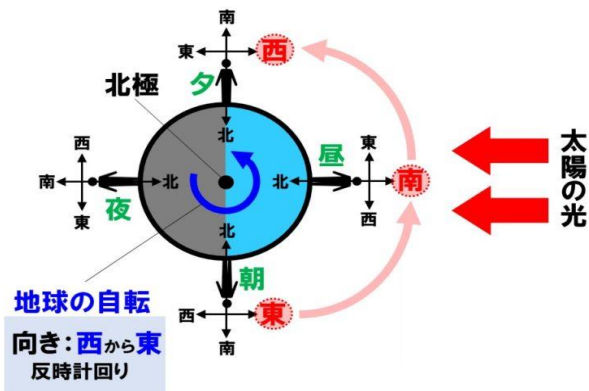 南
東 西
夕
北極
北
西
南 北
東
夜
東
昼
北 南
西
太陽の光
北
朝
西 東
南
地球の自転
向き：西から東
反時計回り